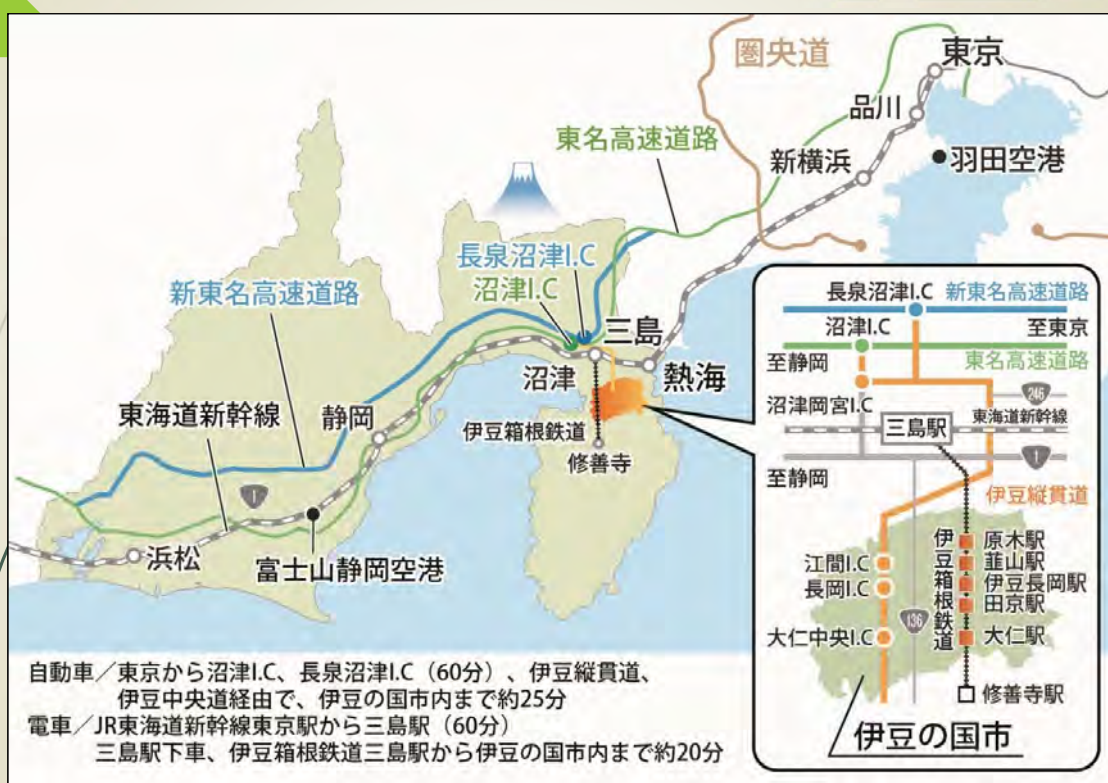 圏央道
東京
品川
東名高速道路
新横浜
羽田空港
長泉沼津I.C
沼津I.C
新東名高速道路
三島
沼津
熱海
静岡
東海道新幹線
伊豆箱根鉄道
修善寺
1
浜松
富士山静岡空港
長泉沼津I.C 新東名高速道路
沼津I.C 至東京
至静岡 東名高速道路
246
沼津岡宮I.C 東海道新幹線
三島駅
1
至静岡
伊豆縦貫道
伊豆箱根鉄道
原木駅
韮山駅
伊豆長岡駅
田京駅
大仁駅
江間I.C
長岡I.C
136
大仁中央I.C
修善寺駅
伊豆の国市
自動車／東京から沼津I.C、長泉沼津I.C（60分）、伊豆縦貫道、
伊豆中央道経由で、伊豆の国市内まで約25分
電車／JR東海道新幹線東京駅から三島駅（60分）
三島駅下車、伊豆箱根鉄道三島駅から伊豆の国市内まで約20分